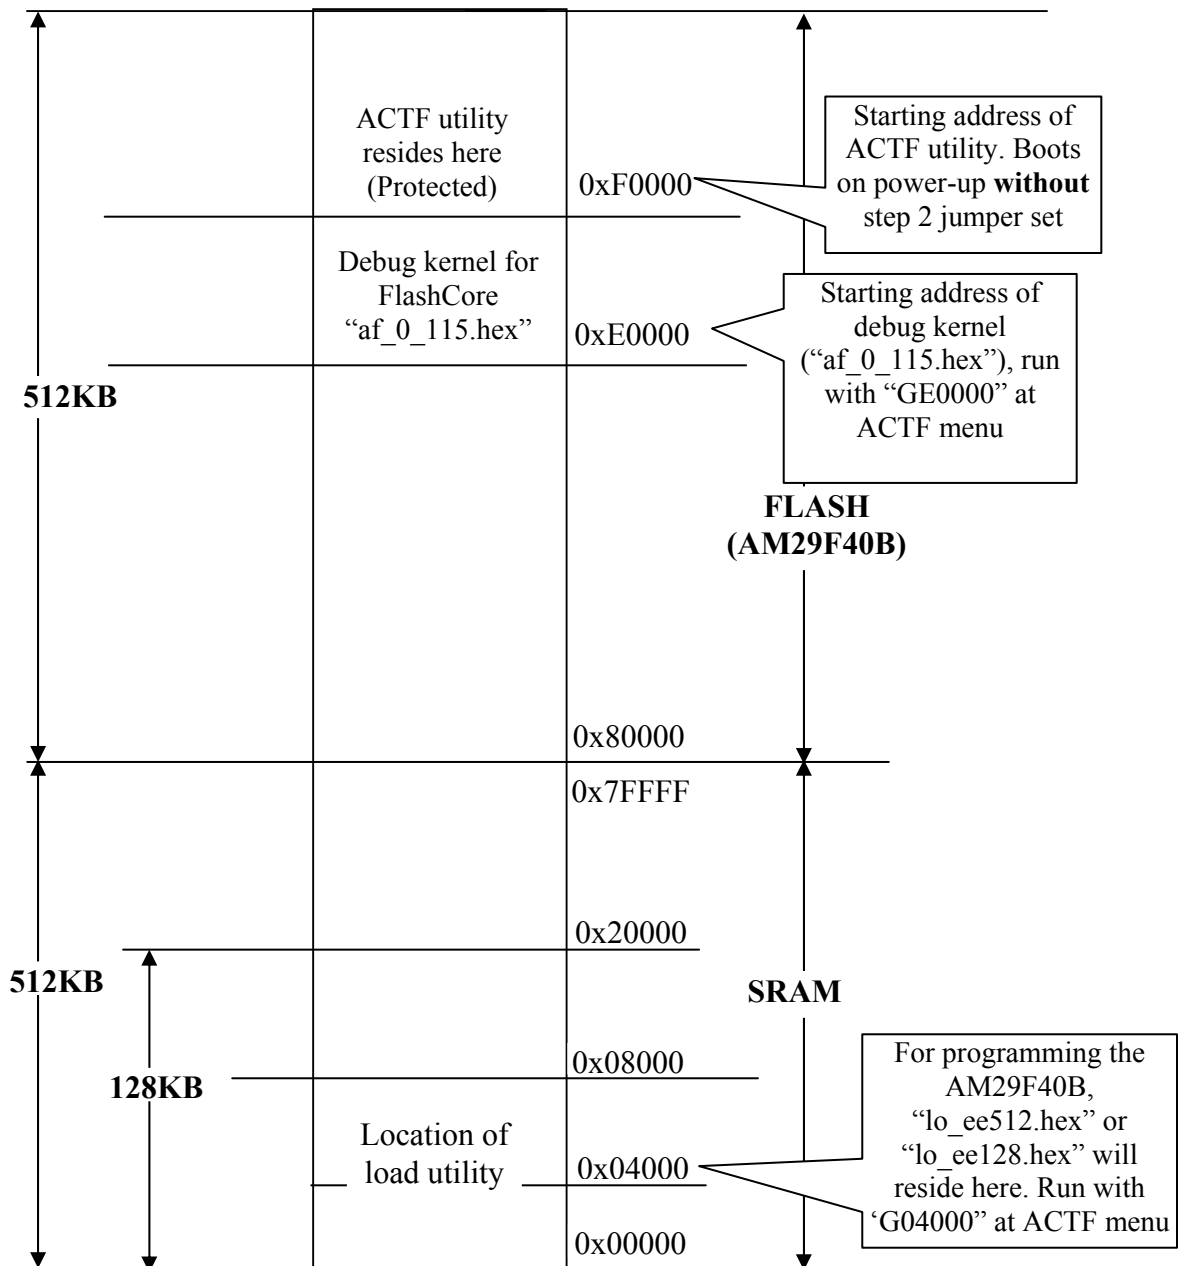 ACTF utility
resides here
(Protected)
0xF0000
Starting address of
ACTF utility. Boots
on power-up without
step 2 jumper set
Debug kernel for
FlashCore
“af_0_115.hex”
0xE0000
Starting address of
debug kernel
(“af_0_115.hex”), run
with “GE0000” at
ACTF menu
512KB
FLASH
(AM29F40B)
0x80000
0x7FFFF
0x20000
512KB
SRAM
0x08000
128KB
Location of
load utility
0x04000
For programming the
AM29F40B,
“lo_ee512.hex” or
“lo_ee128.hex” will
reside here. Run with
‘G04000” at ACTF menu
0x00000